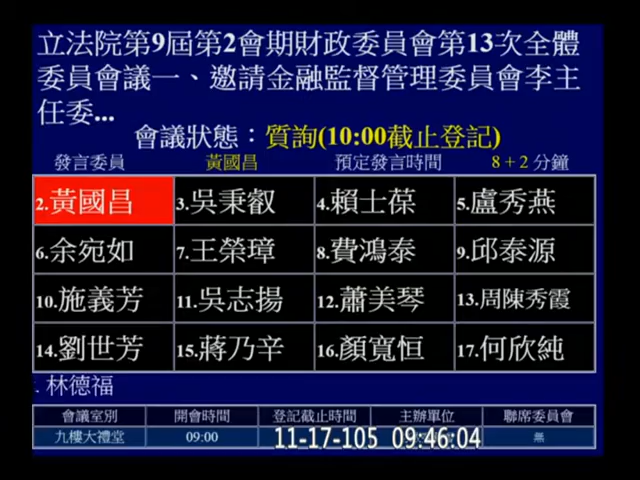 立法院第9屆第2會期財政委員會第13次全體
委員會議一、邀請金融監督管理委員會李主
任委...
會議狀態：質詢(10:00截止登記)
發言委員 黃國昌 預定發言時間 8 + 2 分鐘
2.黃國昌 3.吳秉叡 4.賴士葆 5.盧秀燕
6.余宛如 7.王榮璋 8.費鴻泰 9.邱泰源
10.施義芳 11.吳志揚 12.蕭美琴 13.周陳秀霞
14.劉世芳 15.蔣乃辛 16.顏寬恒 17.何欣純
林德福
會議室別 開會時間 登記截止時間 主辦單位 聯席委員會
九樓大禮堂 09:00 11-17-105 09:46:04 無